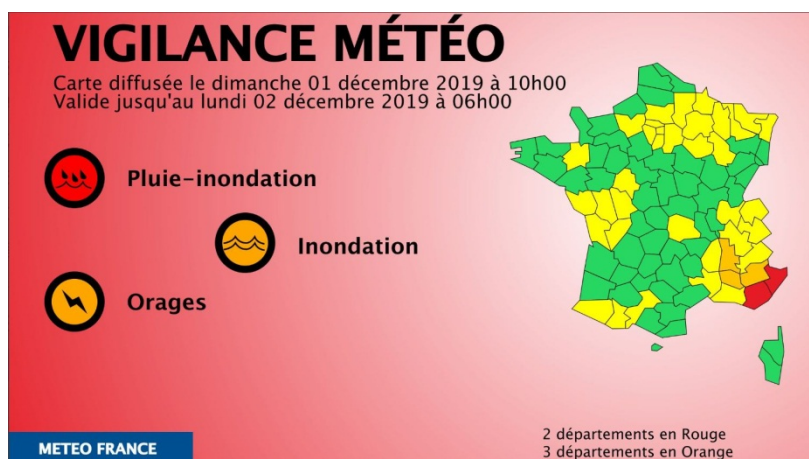 VIGILANCE MÉTÉO
Carte diffusée le dimanche 01 décembre 2019 à 10h00
Valide jusqu'au lundi 02 décembre 2019 à 06h00
Pluie-inondation
Inondation
Orages
2 départements en Rouge
3 départements en Orange
METEO FRANCE